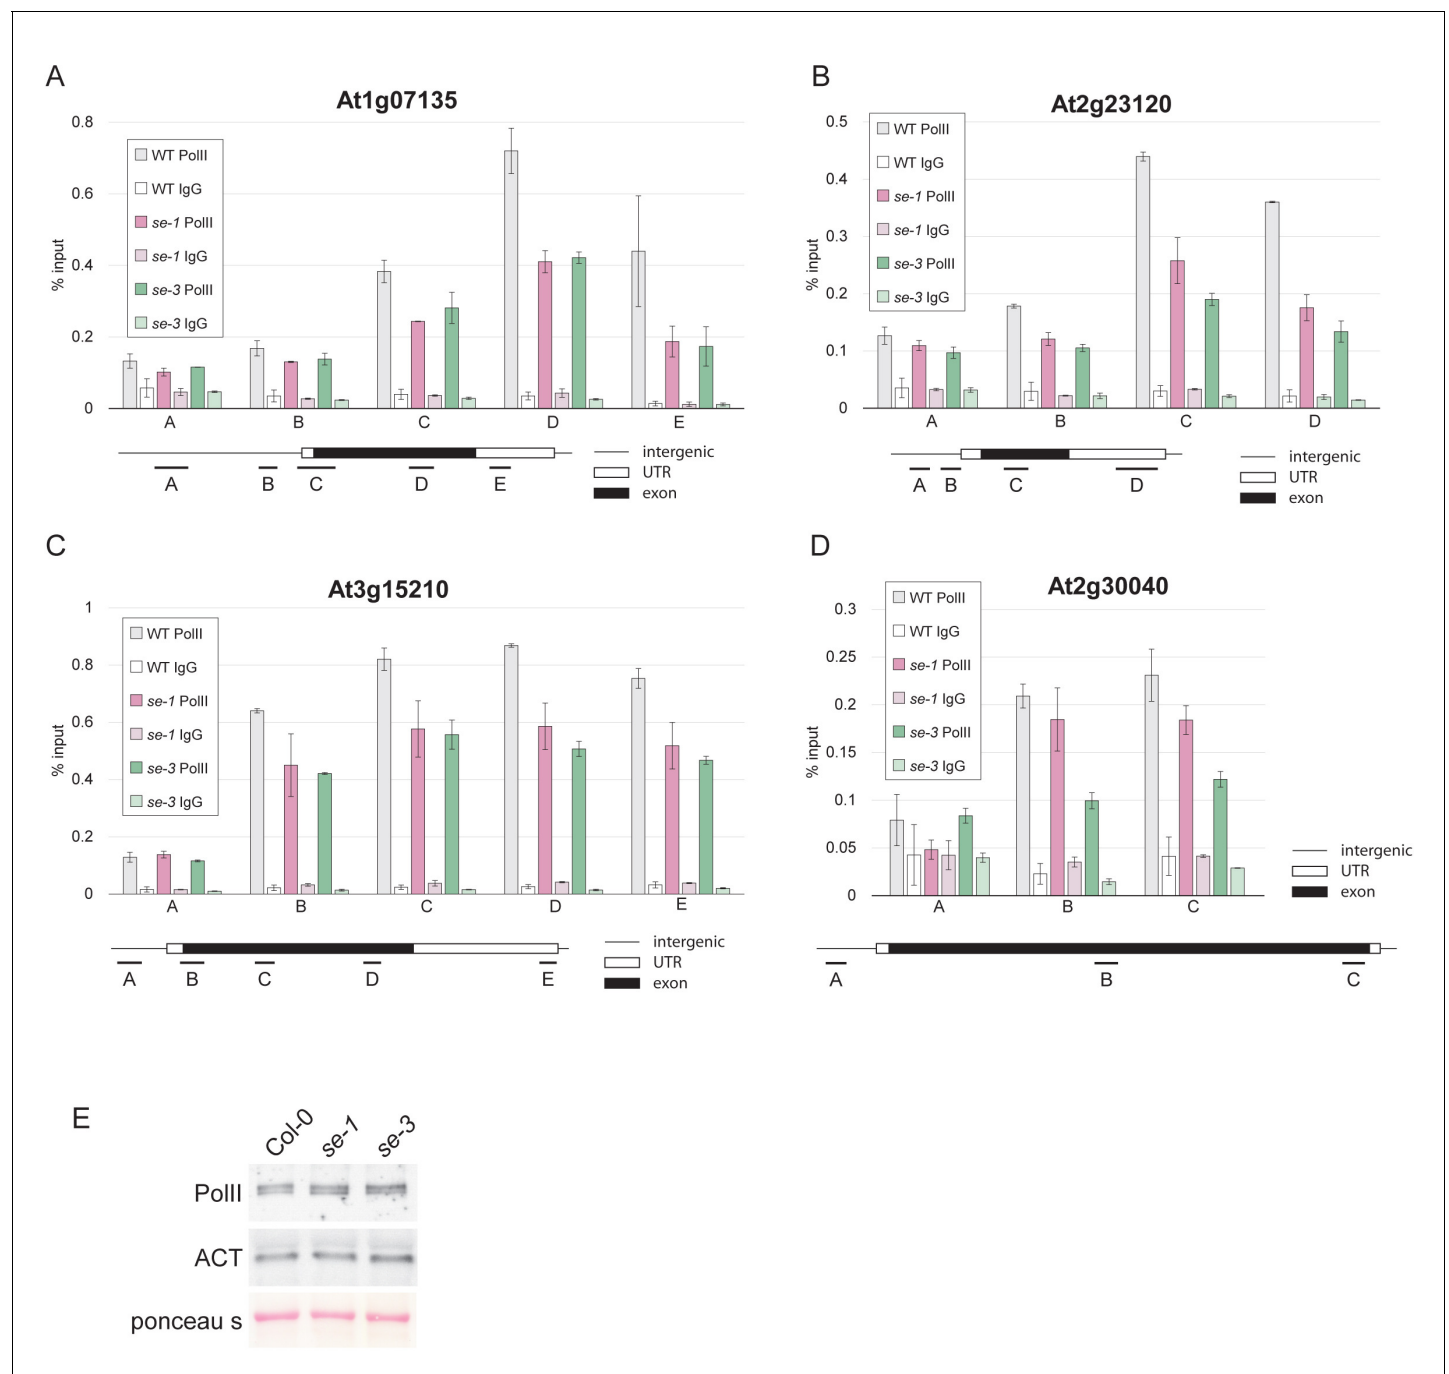 A
At1g07135
0.8
0.6
0.4
0.2
0
% input
WT PolII
WT IgG
se-1 PolII
se-1 IgG
se-3 PolII
se-3 IgG
A B C D E
A B C D E
intergenic
UTR
exon
B
At2g23120
0.5
0.4
0.3
0.2
0.1
0
% input
WT PolII
WT IgG
se-1 PolII
se-1 IgG
se-3 PolII
se-3 IgG
A B C D
A B C D
intergenic
UTR
exon
C
At3g15210
1
0.8
0.6
0.4
0.2
0
% input
WT PolII
WT IgG
se-1 PolII
se-1 IgG
se-3 PolII
se-3 IgG
A B C D E
A B C D E
intergenic
UTR
exon
D
At2g30040
0.3
0.25
0.2
0.15
0.1
0.05
0
% input
WT PolII
WT IgG
se-1 PolII
se-1 IgG
se-3 PolII
se-3 IgG
A B C
A B C
intergenic
UTR
exon
E
Col-0 se-1 se-3
PolII
ACT
ponceau s